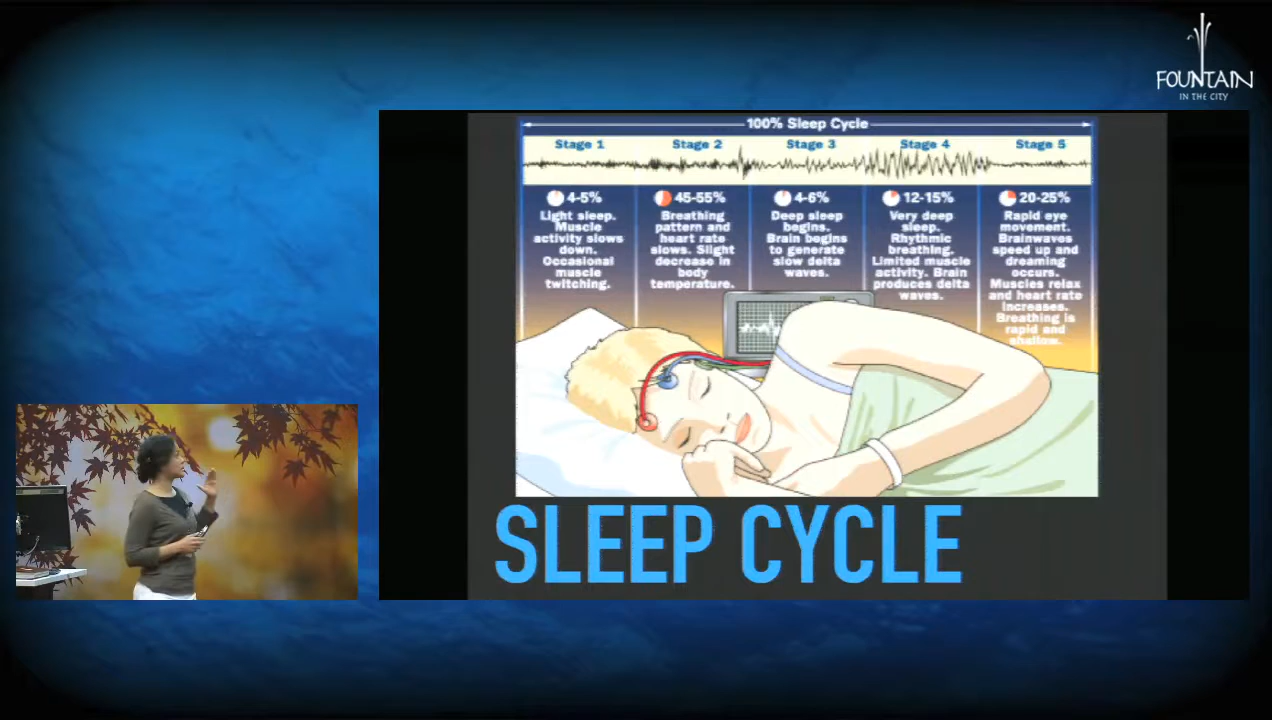 FOUNTAIN
IN THE CITY
100% Sleep Cycle
Stage 1
Stage 2
Stage 3
Stage 4
Stage 5
4-5%
Light sleep.
Muscle
activity slows
down.
Occasional
muscle
twitching.
45-55%
Breathing
pattern and
heart rate
slows. Slight
decrease in
body
temperature.
4-6%
Deep sleep
begins.
Brain begins
to generate
slow delta
waves.
12-15%
Very deep
sleep.
Rhythmic
breathing.
Limited muscle
activity. Brain
produces delta
waves.
20-25%
Rapid eye
movement.
Brainwaves
speed up and
dreaming
occurs.
Muscles relax
and heart rate
increases.
Breathing is
rapid and
shallow.
SLEEP CYCLE